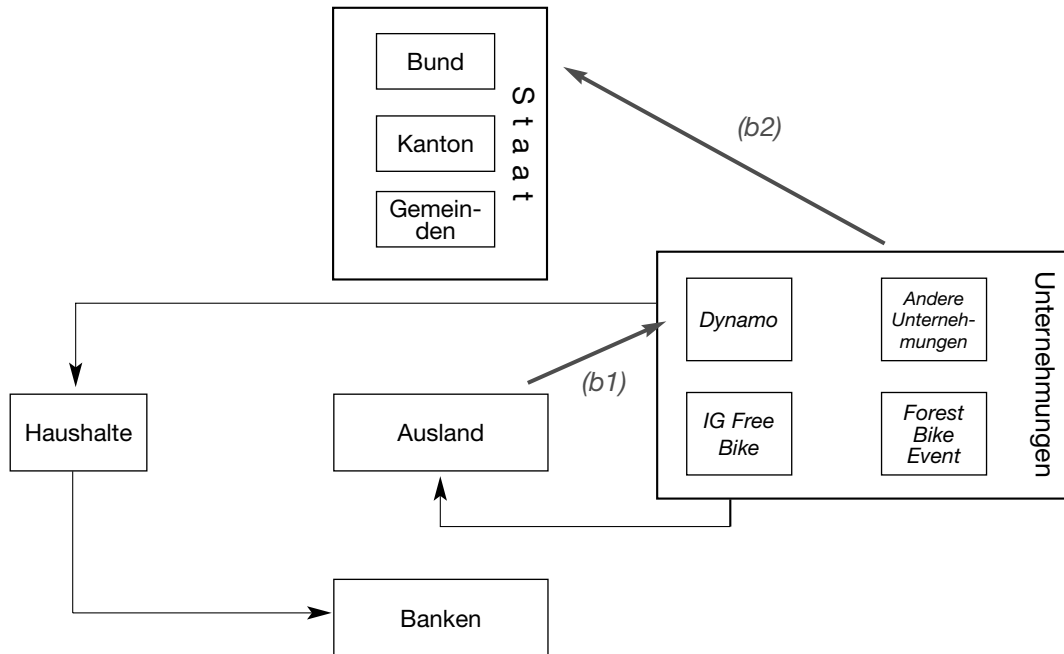 Bund
Kanton
Gemein-
den
Staat
(b2)
Unternehmungen
Dynamo
Andere
Unterneh-
mungen
(b1)
Haushalte
Ausland
IG Free
Bike
Forest
Bike
Event
Banken